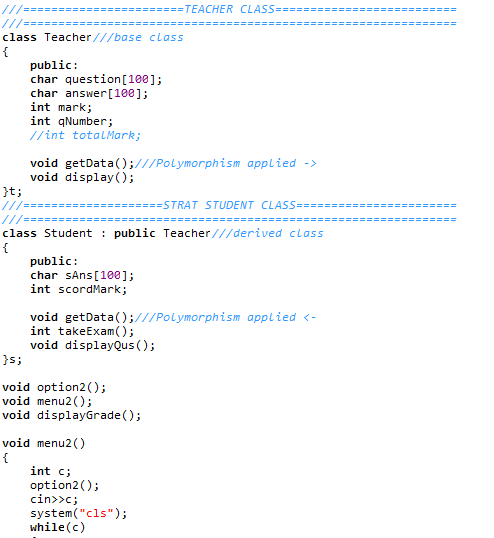 ///=======================TEACHER CLASS==========================
///==============================================================
class Teacher///base class
{
    public:
    char question[100];
    char answer[100];
    int mark;
    int qNumber;
    //int totalMark;

    void getData();///Polymorphism applied ->
    void display();
}t;
///====================STRAT STUDENT CLASS=======================
///==============================================================
class Student : public Teacher///derived class
{
    public:
    char sAns[100];
    int scordMark;

    void getData();///Polymorphism applied <-
    int takeExam();
    void displayQus();
}s;

void option2();
void menu2();
void displayGrade();

void menu2()
{
    int c;
    option2();
    cin>>c;
    system("cls");
    while(c)